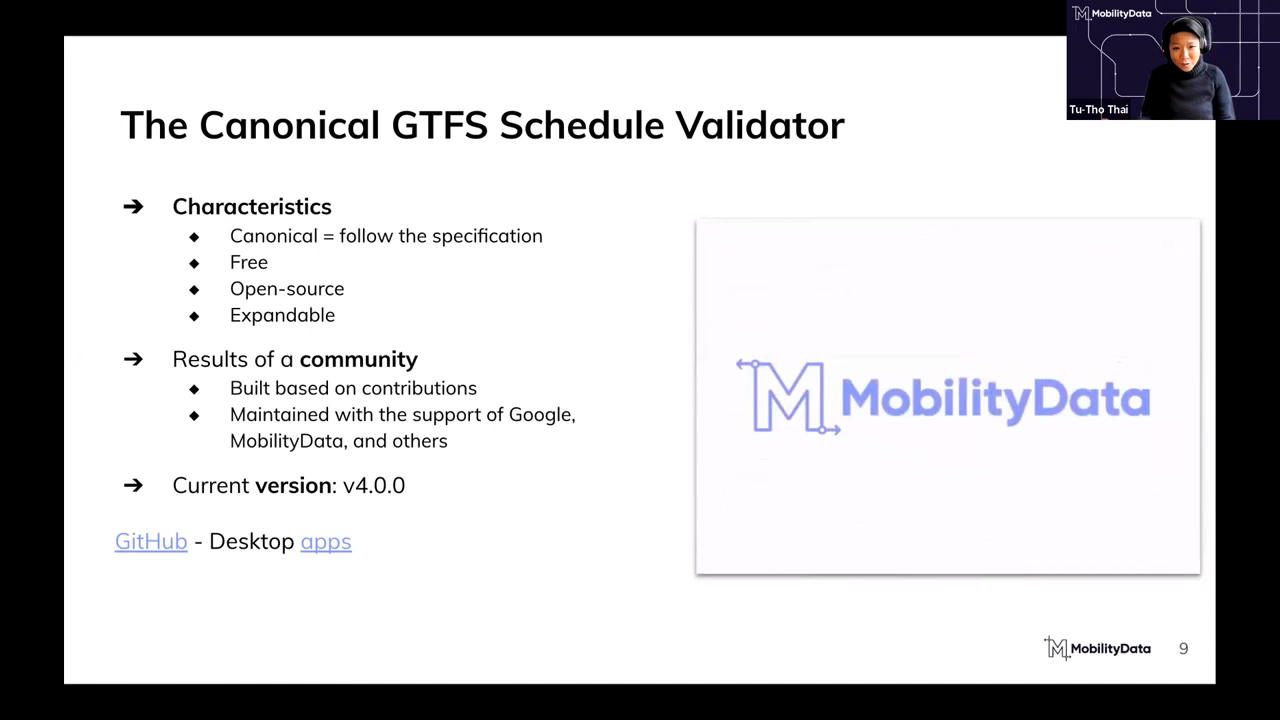 MobilityData
Tu-Tho Thai
The Canonical GTFS Schedule Validator
➔ Characteristics
◆ Canonical = follow the specification
◆ Free
◆ Open-source
◆ Expandable
➔ Results of a community
◆ Built based on contributions
◆ Maintained with the support of Google,
MobilityData, and others
➔ Current version: v4.0.0
GitHub - Desktop apps
MobilityData
MobilityData 9